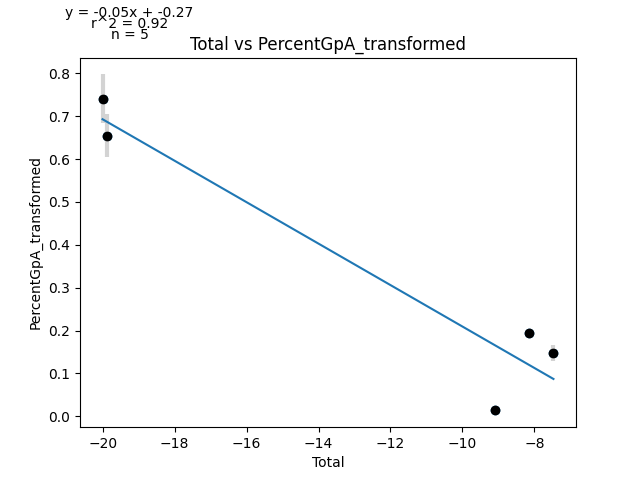 y = -0.05x + -0.27
r^2 = 0.92
n = 5
Total vs PercentGpA_transformed
PercentGpA_transformed
0.8
0.7
0.6
0.5
0.4
0.3
0.2
0.1
0.0
−20 −18 −16 −14 −12 −10 −8
Total